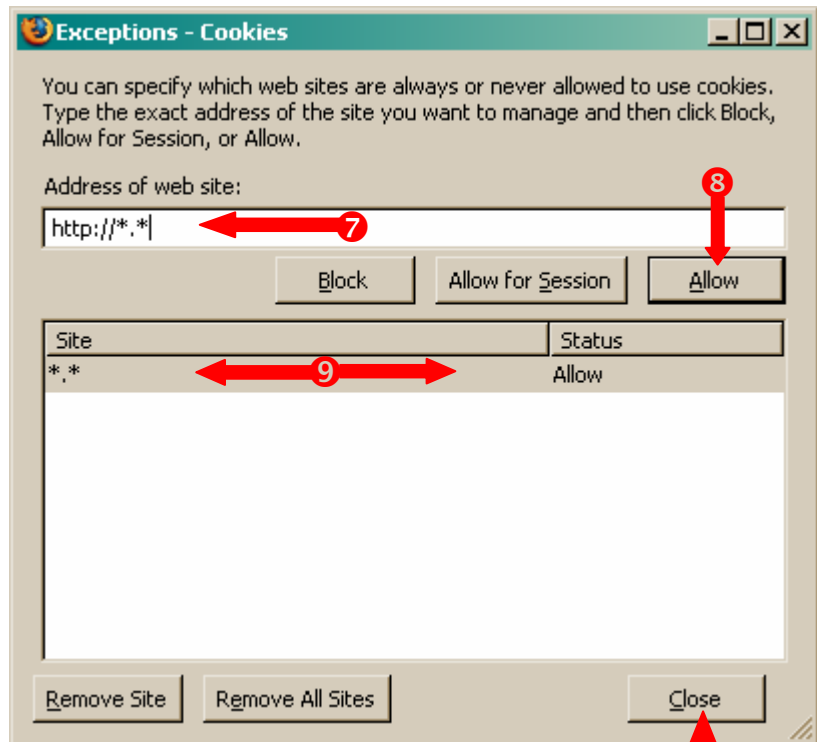 Exceptions - Cookies
You can specify which web sites are always or never allowed to use cookies.
Type the exact address of the site you want to manage and then click Block,
Allow for Session, or Allow.
Address of web site:
8
http://*.*
7
Block
Allow for Session
Allow
Site
Status
*.*
9
Allow
Remove Site
Remove All Sites
Close